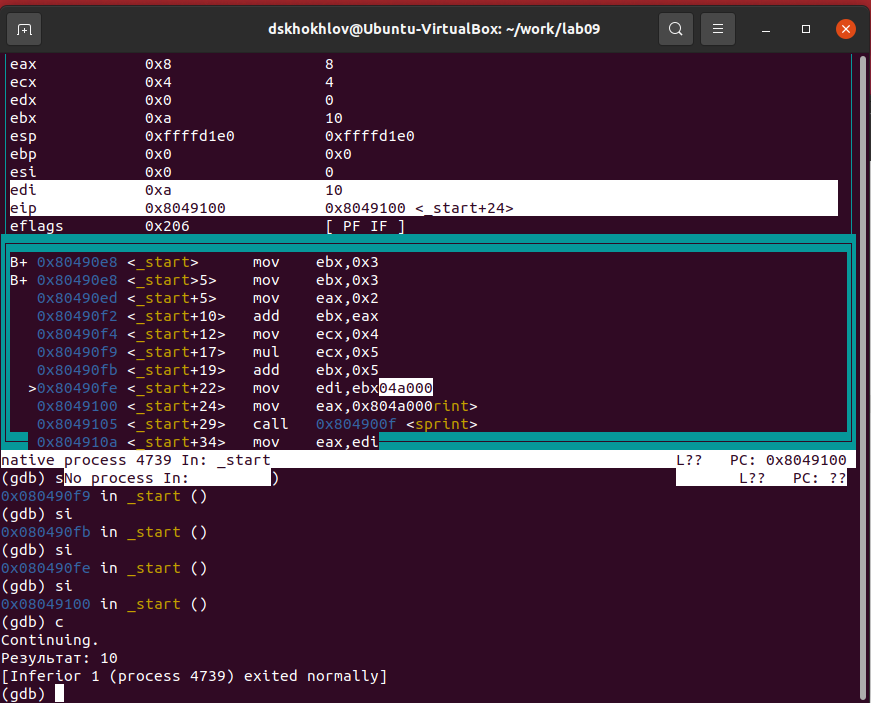 dskhokhlov@Ubuntu-VirtualBox: ~/work/lab09
eax 0x8 8
ecx 0x4 4
edx 0x0 0
ebx 0xa 10
esp 0xffffd1e0 0xffffd1e0
ebp 0x0 0x0
esi 0x0 0
edi 0xa 10
eip 0x8049100 0x8049100 <_start+24>
eflags 0x206 [ PF IF ]
B+ 0x80490e8 <_start> mov ebx,0x3
B+ 0x80490e8 <_start>5> mov ebx,0x3
0x80490ed <_start+5> mov eax,0x2
0x80490f2 <_start+10> add ebx,eax
0x80490f4 <_start+12> mov ecx,0x4
0x80490f9 <_start+17> mul ecx,0x5
0x80490fb <_start+19> add ebx,0x5
>0x80490fe <_start+22> mov edi,ebx04a000
0x8049100 <_start+24> mov eax,0x804a000rint>
0x8049105 <_start+29> call 0x804900f <sprint>
0x804910a <_start+34> mov eax,edi
native process 4739 In: _start L?? PC: 0x8049100
(gdb) sNo process In: ) L?? PC: ??
0x080490f9 in _start ()
(gdb) si
0x080490fb in _start ()
(gdb) si
0x080490fe in _start ()
(gdb) si
0x08049100 in _start ()
(gdb) c
Continuing.
Результат: 10
[Inferior 1 (process 4739) exited normally]
(gdb)